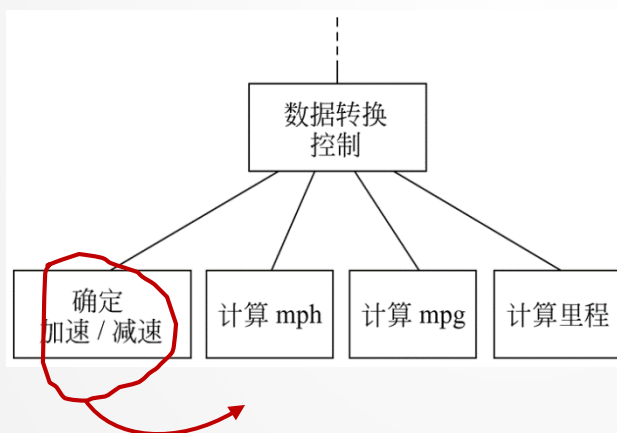 数据转换
控制
确定
加速 / 减速
计算 mph
计算 mpg
计算里程